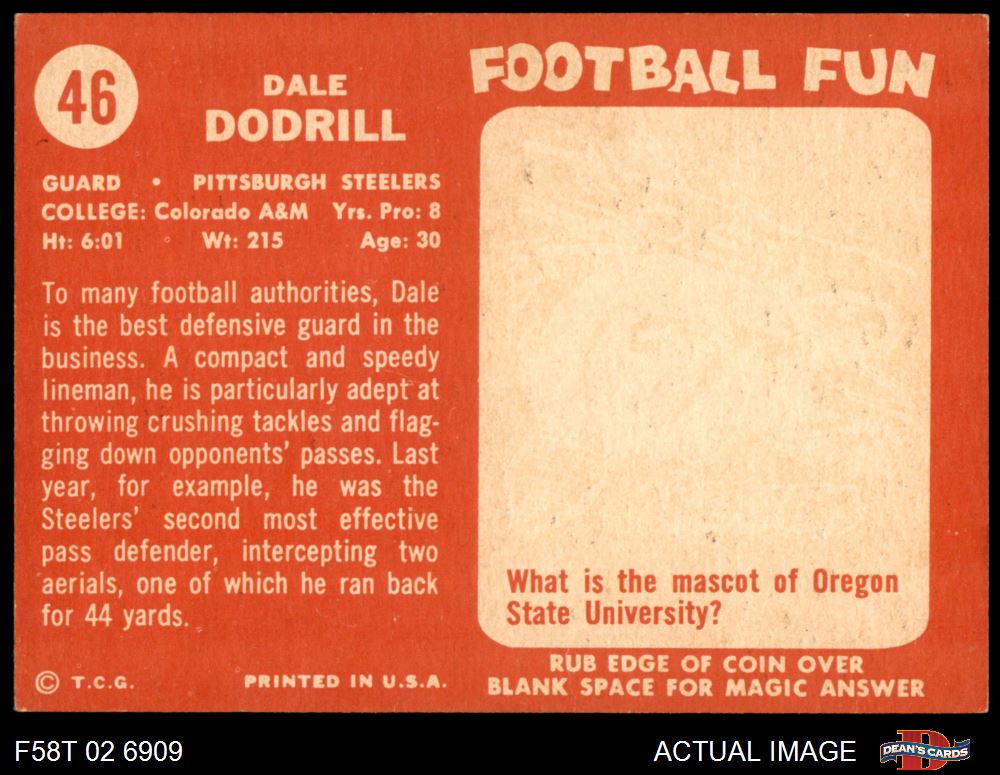 46
DALE
DODRILL
GUARD • PITTSBURGH STEELERS
COLLEGE: Colorado A&M Yrs. Pro: 8
Ht: 6:01 Wt: 215 Age: 30
To many football authorities, Dale
is the best defensive guard in the
business. A compact and speedy
lineman, he is particularly adept at
throwing crushing tackles and flag-
ging down opponents' passes. Last
year, for example, he was the
Steelers' second most effective
pass defender, intercepting two
aerials, one of which he ran back
for 44 yards.
© T.C.G. PRINTED IN U.S.A.
FOOTBALL FUN
What is the mascot of Oregon
State University?
RUB EDGE OF COIN OVER
BLANK SPACE FOR MAGIC ANSWER
F58T 02 6909
ACTUAL IMAGE
D
DEAN'S CARDS